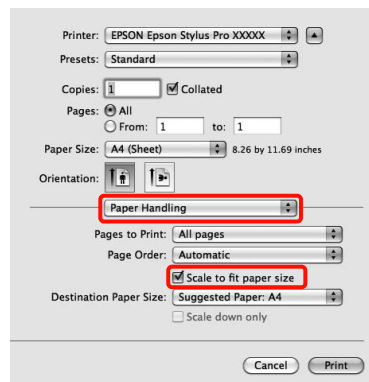 Printer: EPSON Epson Stylus Pro XXXXX
Presets: Standard
Copies: 1 Collated
Pages: All
From: 1 to: 1
Paper Size: A4 (Sheet) 8.26 by 11.69 inches
Orientation:
Paper Handling
Pages to Print: All pages
Page Order: Automatic
Scale to fit paper size
Destination Paper Size: Suggested Paper: A4
Scale down only
Cancel Print